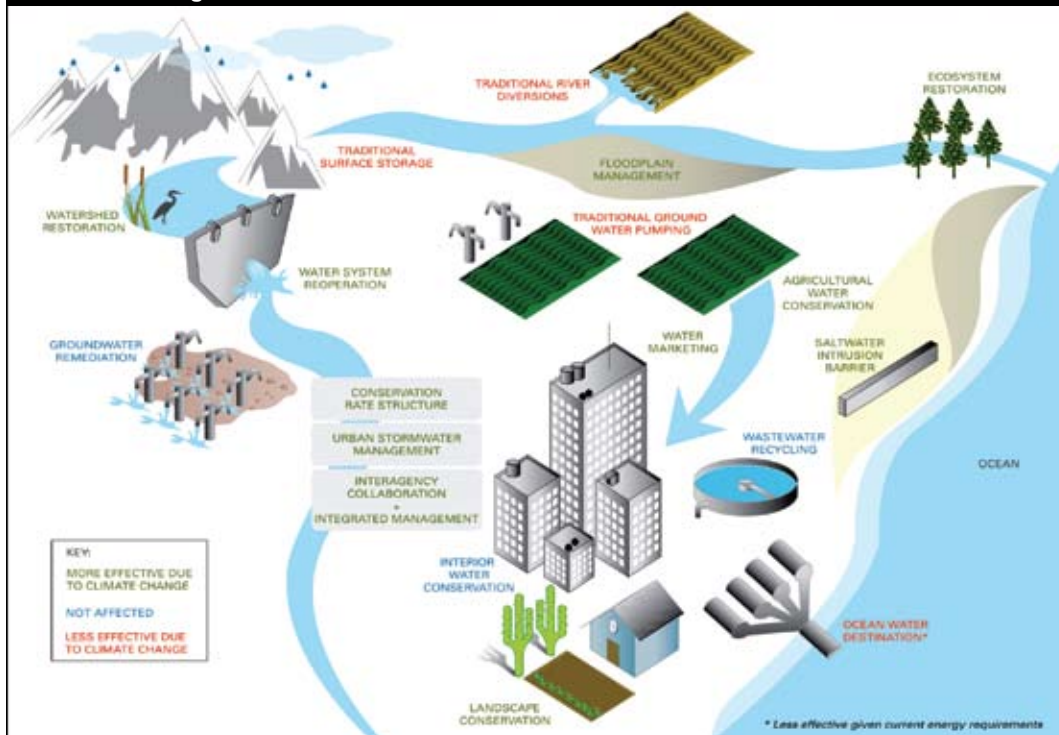 TRADITIONAL RIVER
DIVERSIONS
ECOSYSTEM
RESTORATION
TRADITIONAL
SURFACE STORAGE
FLOODPLAIN
MANAGEMENT
WATERSHED
RESTORATION
TRADITIONAL GROUND
WATER PUMPING
WATER SYSTEM
REOPERATION
AGRICULTURAL
WATER
CONSERVATION
GROUNDWATER
REMEDIATION
WATER
MARKETING
SALTWATER
INTRUSION
BARRIER
CONSERVATION
RATE STRUCTURE
URBAN STORMWATER
MANAGEMENT
WASTEWATER
RECYCLING
OCEAN
INTERAGENCY
COLLABORATION
+
INTEGRATED MANAGEMENT
KEY:
MORE EFFECTIVE DUE
TO CLIMATE CHANGE
NOT AFFECTED
LESS EFFECTIVE DUE
TO CLIMATE CHANGE
INTERIOR
WATER
CONSERVATION
OCEAN WATER
DESTINATION*
LANDSCAPE
CONSERVATION
* Less effective given current energy requirements